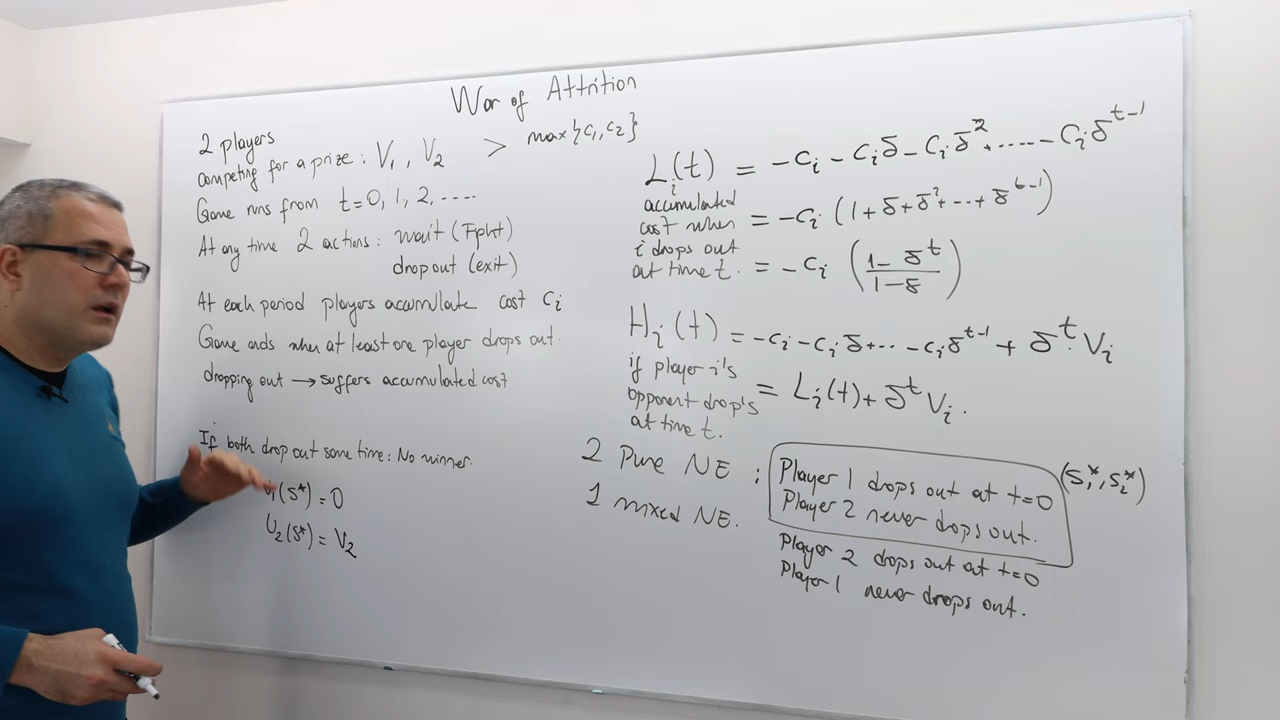 War of Attrition
2 players
competing for a prize: V₁, V₂ > max{c₁, c₂}
Game runs from t=0, 1, 2, ....
At any time 2 actions: wait (Fight)
dropout (exit)
At each period players accumulate cost cᵢ
Game ends when at least one player drops out.
dropping out → suffers accumulated cost
If both drop out same time: No winner.
U₁(s*) = 0
U₂(s*) = V₂
Lᵢ(t) = -cᵢ - cᵢδ - cᵢδ² ..... - cᵢδᵗ⁻¹
accumulated cost when i drops out at time t.
= -cᵢ (1+δ+δ²+...+δᵗ⁻¹)
= -cᵢ ((1-δᵗ)/(1-δ))
Hᵢ(t) = -cᵢ - cᵢδ + ... - cᵢδᵗ⁻¹ + δᵗ·Vᵢ
if player i's opponent drop's at time t.
= Lᵢ(t) + δᵗVᵢ.
2 Pure NE : Player 1 drops out at t=0 (s₁*, s₂*)
Player 2 never drops out.
1 mixed NE.
Player 2 drops out at t=0
Player 1 never drops out.